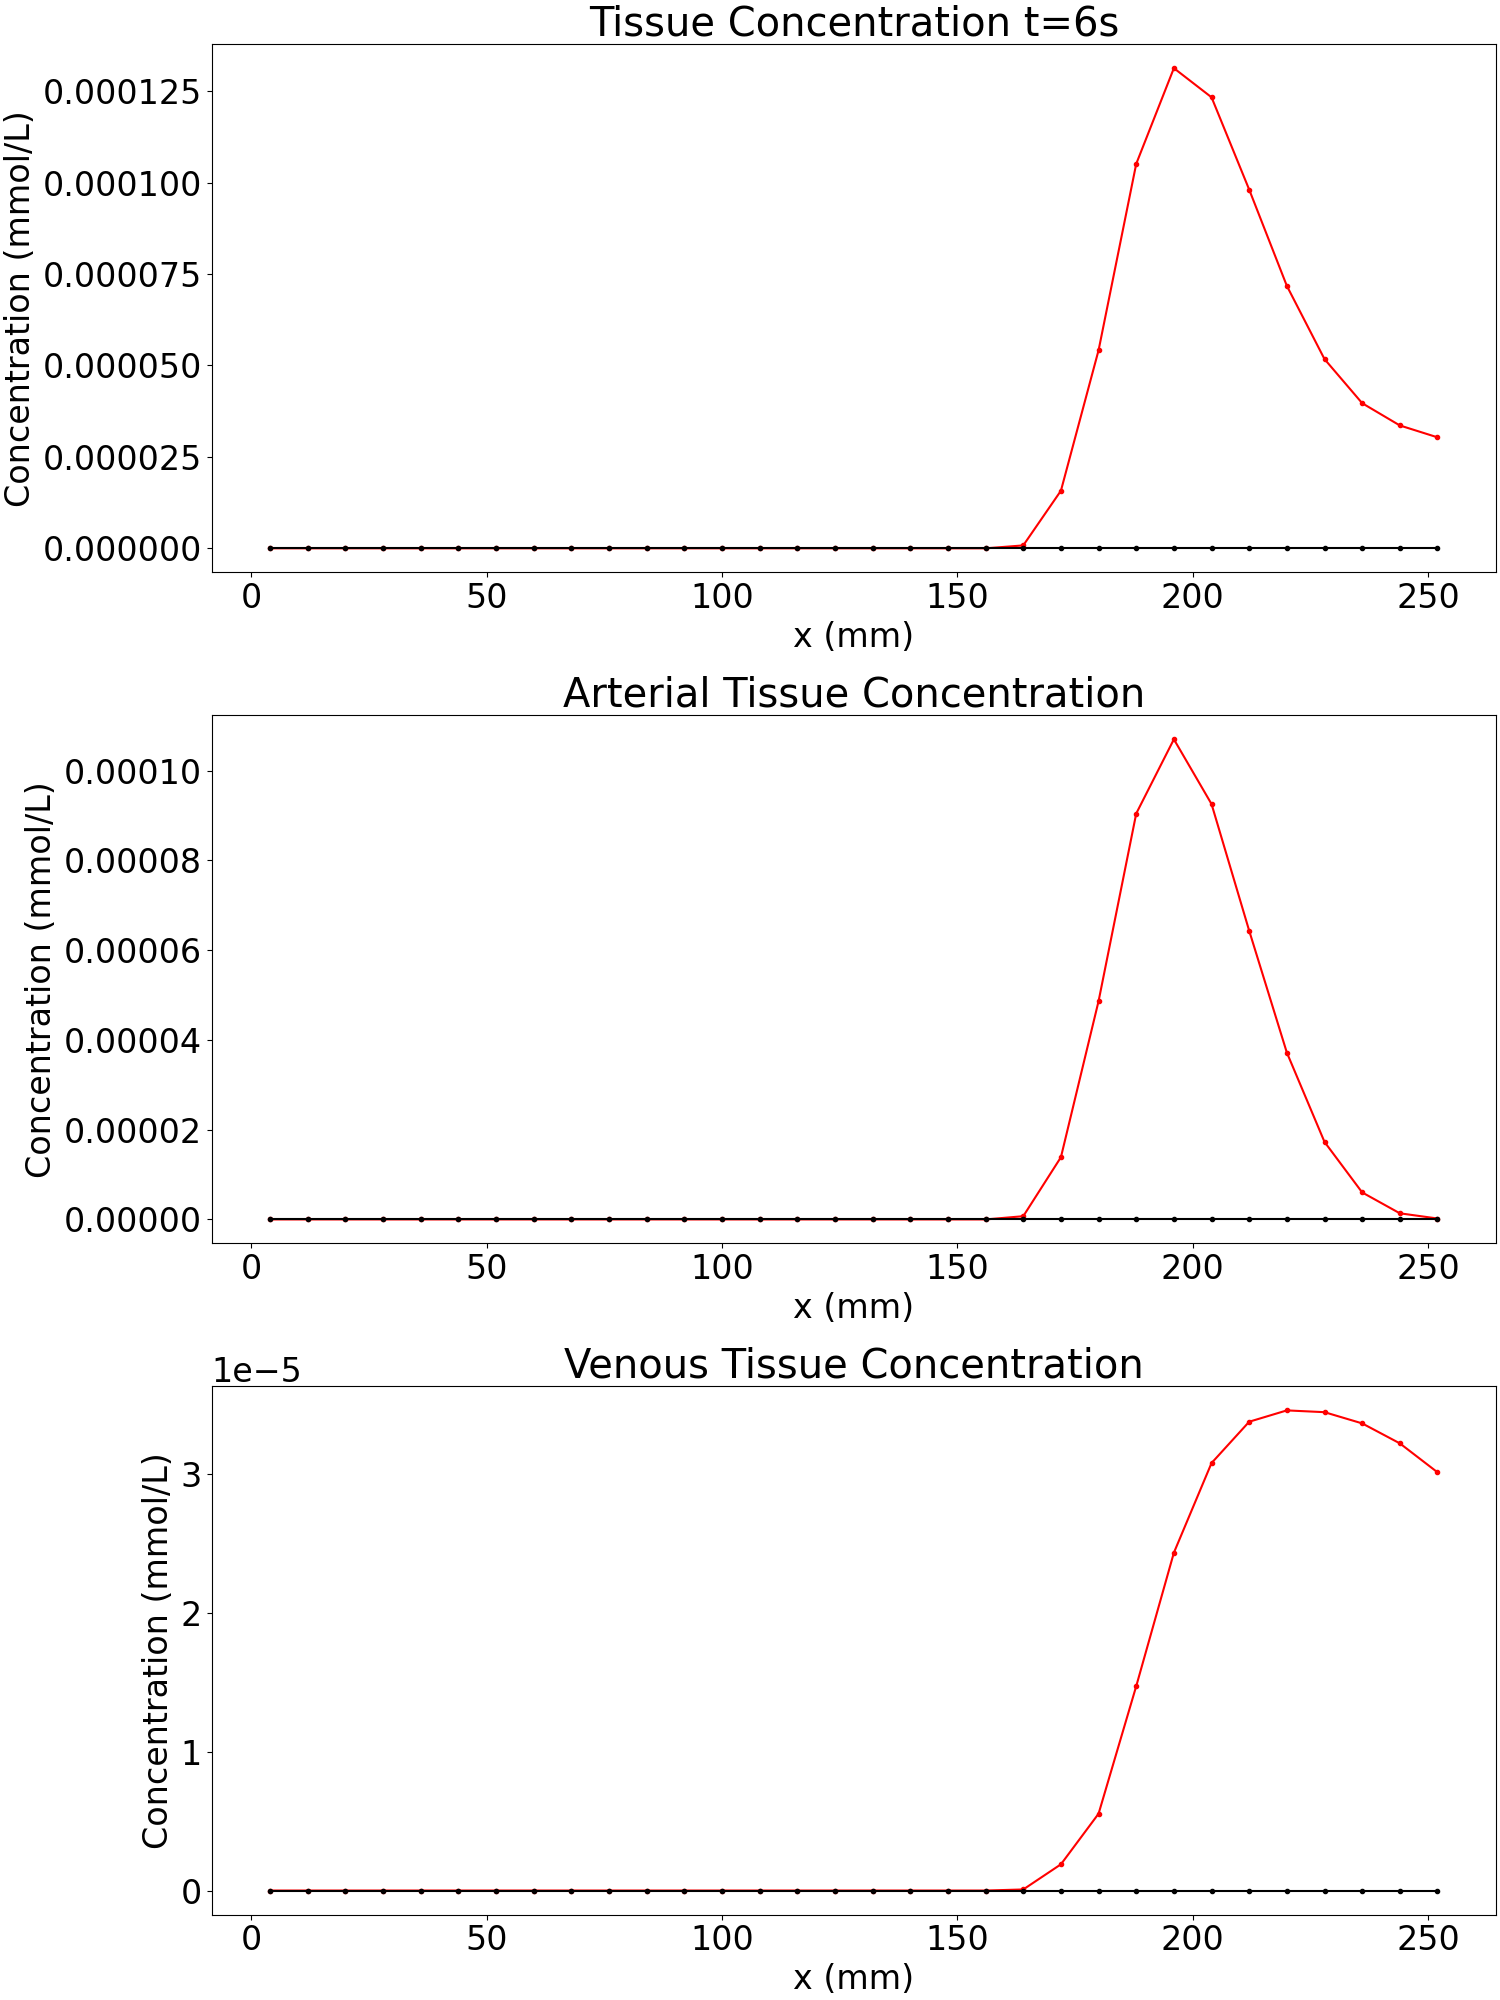 Tissue Concentration t=6s
Concentration (mmol/L)
0.000125
0.000100
0.000075
0.000050
0.000025
0.000000
0 50 100 150 200 250
x (mm)
Arterial Tissue Concentration
Concentration (mmol/L)
0.00010
0.00008
0.00006
0.00004
0.00002
0.00000
0 50 100 150 200 250
x (mm)
Venous Tissue Concentration
1e−5
Concentration (mmol/L)
3
2
1
0
0 50 100 150 200 250
x (mm)